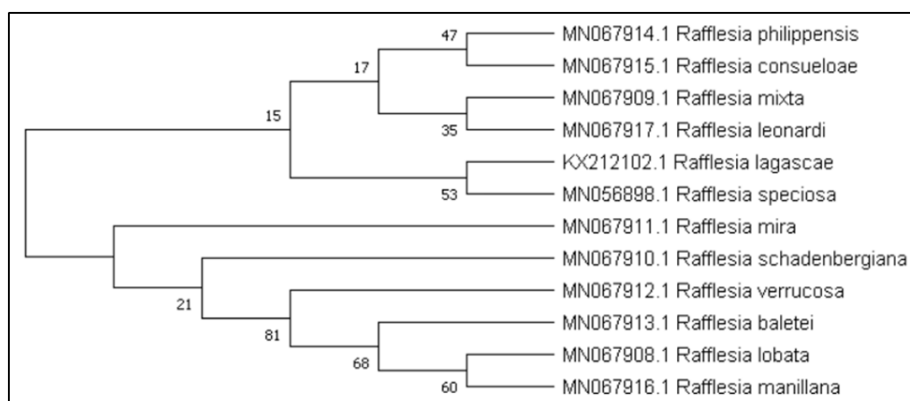 47
MN067914.1 Rafflesia philippensis
17
MN067915.1 Rafflesia consueloae
15
MN067909.1 Rafflesia mixta
35
MN067917.1 Rafflesia leonardi
KX212102.1 Rafflesia lagascae
53
MN056898.1 Rafflesia speciosa
MN067911.1 Rafflesia mira
MN067910.1 Rafflesia schadenbergiana
21
MN067912.1 Rafflesia verrucosa
81
MN067913.1 Rafflesia baletei
68
MN067908.1 Rafflesia lobata
60
MN067916.1 Rafflesia manillana